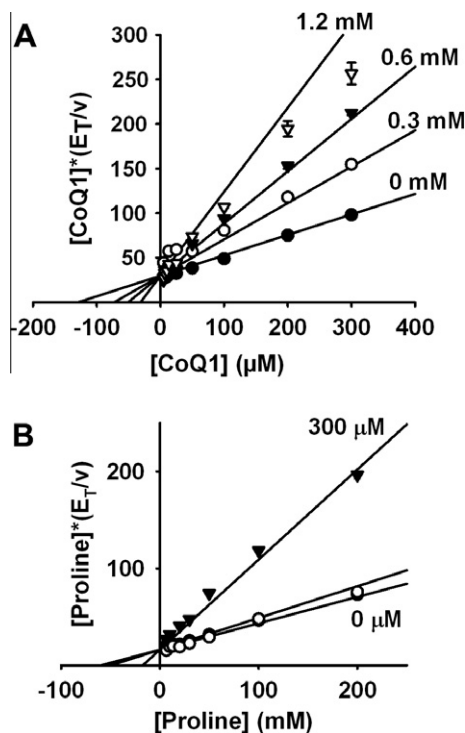 A
1.2 mM
300
0.6 mM
250
200
0.3 mM
150
0 mM
100
50
[CoQ1]*(E_T/v)
-200 -100 0 100 200 300 400
[CoQ1] (µM)
B
300 µM
200
100
0 µM
[Proline]*(E_T/v)
-100 0 100 200
[Proline] (mM)